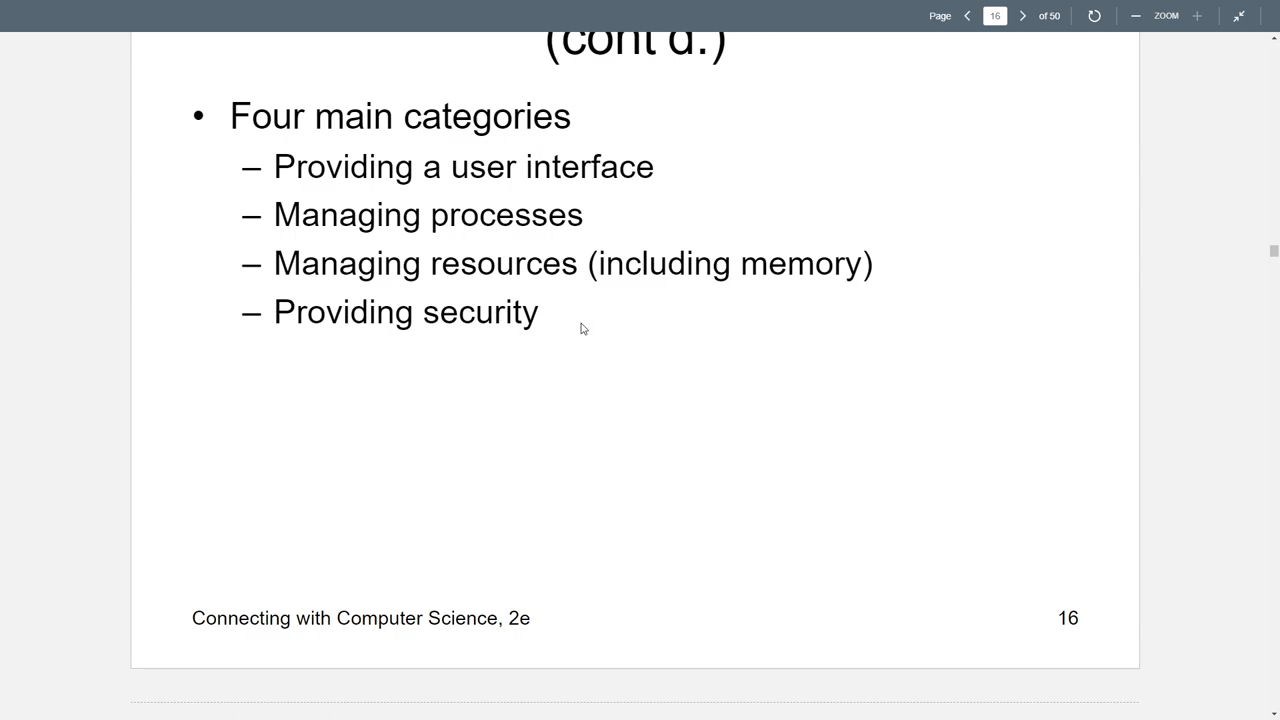 Page 16 of 50 ZOOM
(cont'd.)
• Four main categories
– Providing a user interface
– Managing processes
– Managing resources (including memory)
– Providing security
Connecting with Computer Science, 2e 16